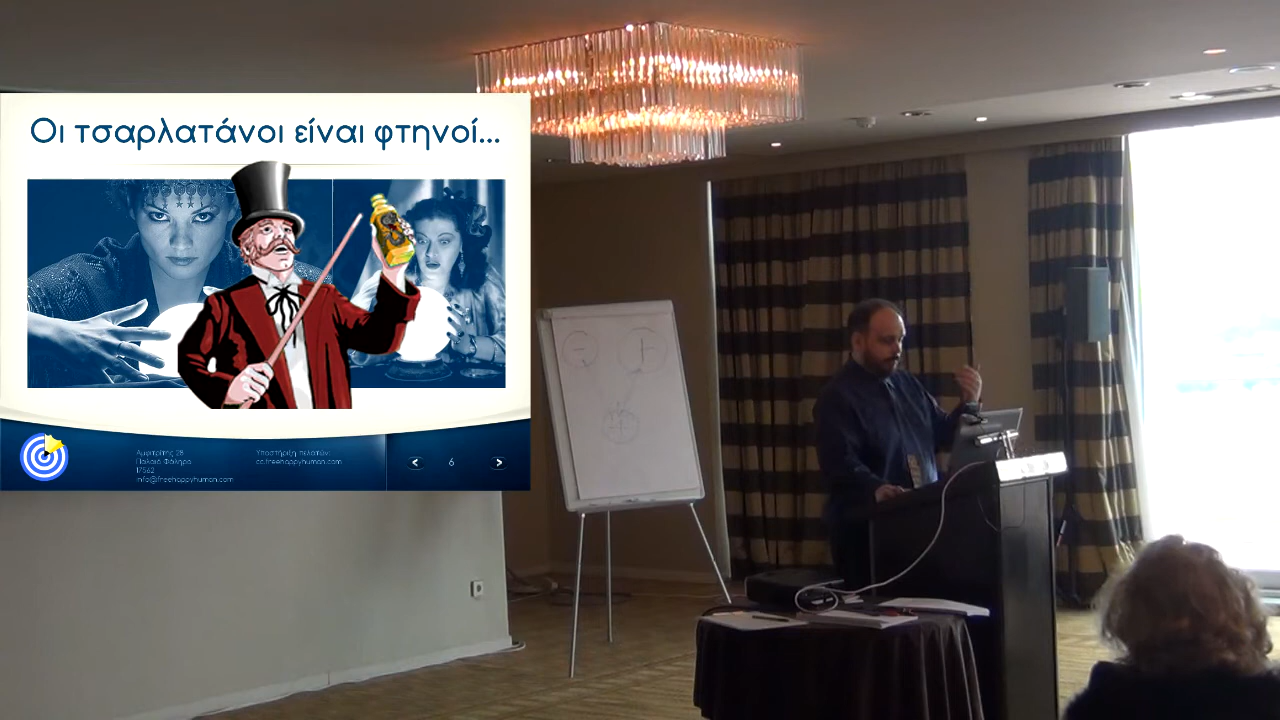 Οι τσαρλατάνοι είναι φτηνοί...
Αμφιτρίτης 28
Παλαιό Φάληρο
17562
info@freehappyhuman.com
Υποστήριξη πελατών:
cc.freehappyhuman.com
6